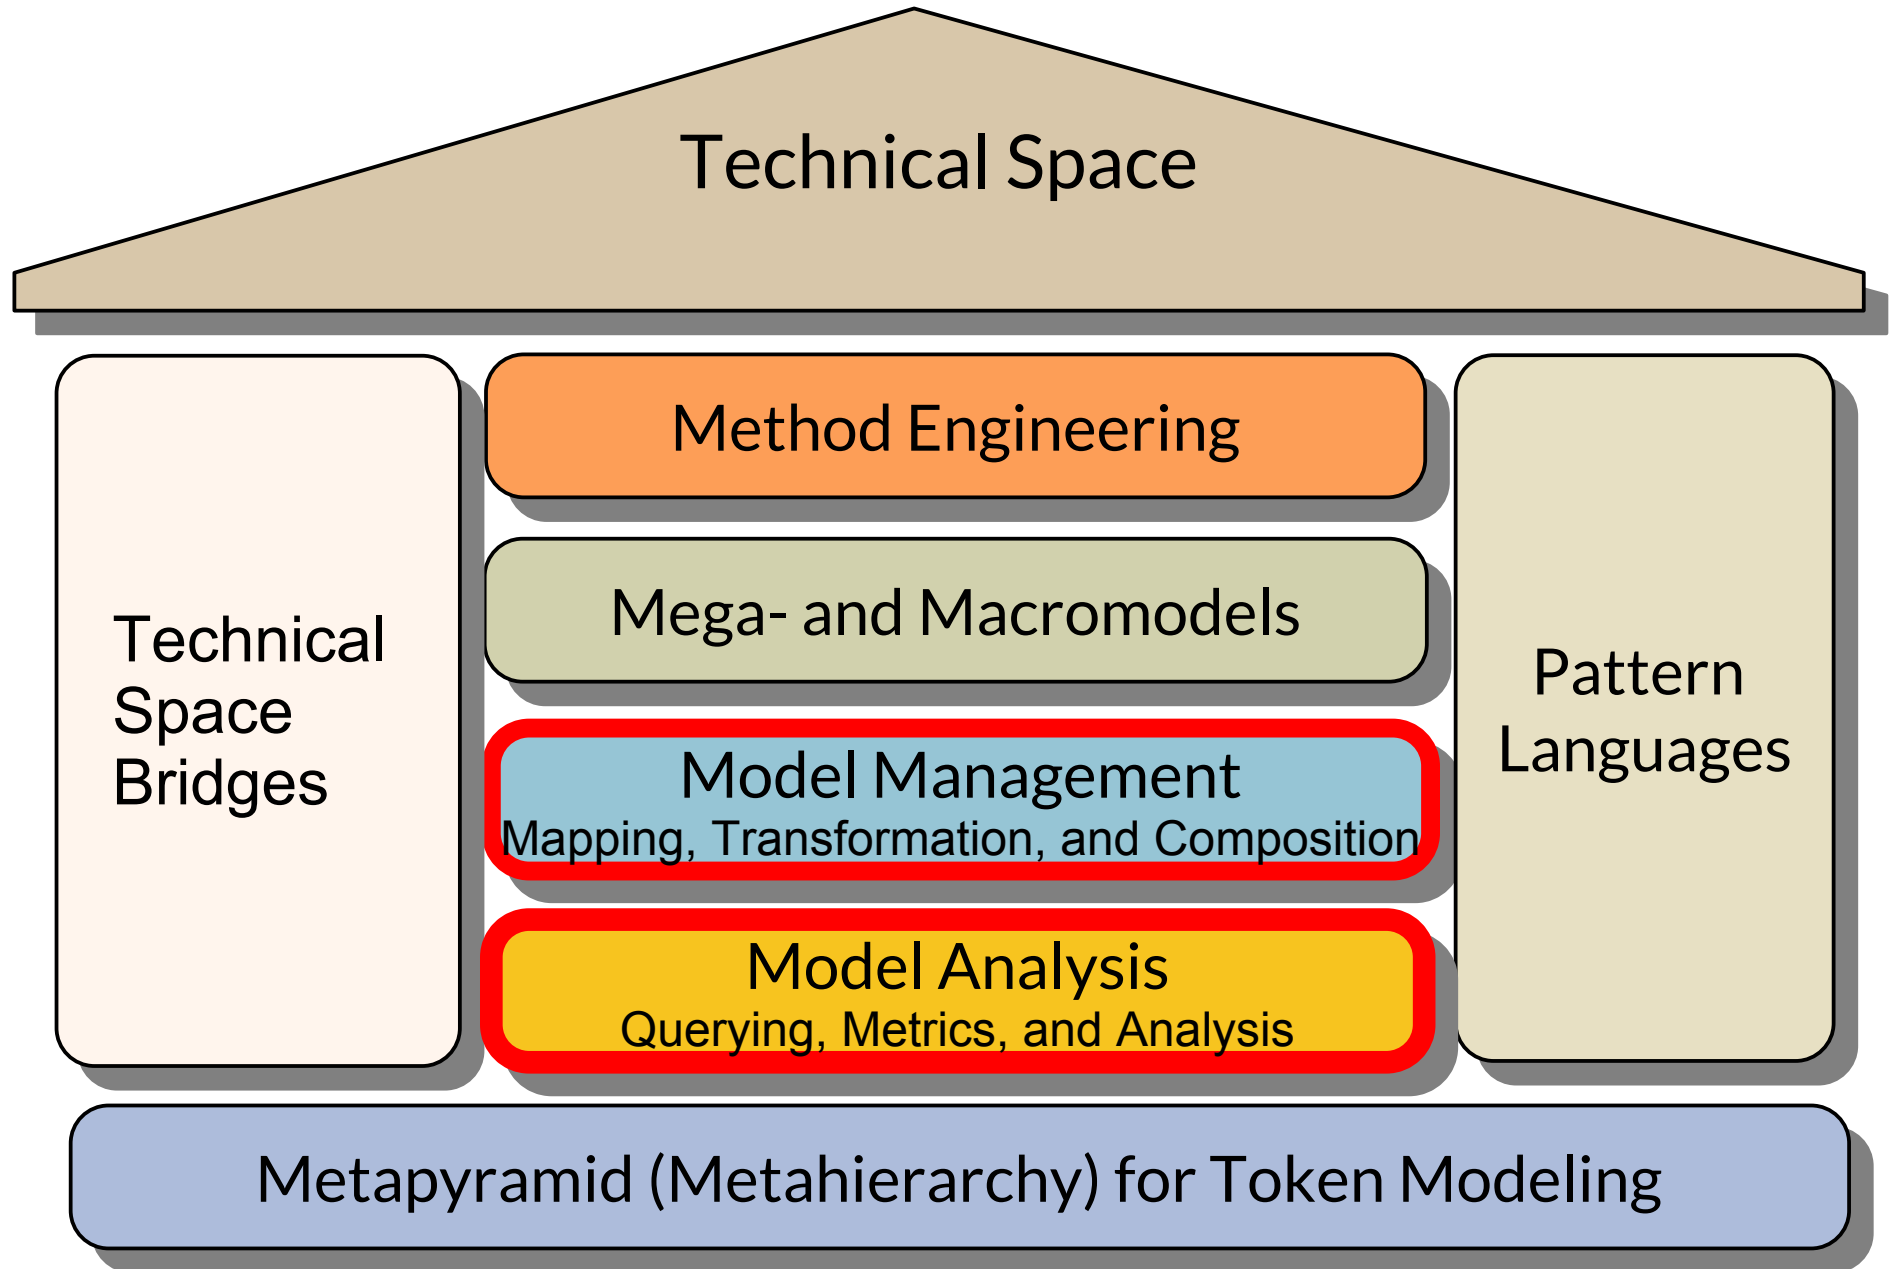 Technical Space
Technical
Space
Bridges
Method Engineering
Mega- and Macromodels
Model Management
Mapping, Transformation, and Composition
Model Analysis
Querying, Metrics, and Analysis
Pattern
Languages
Metapyramid (Metahierarchy) for Token Modeling